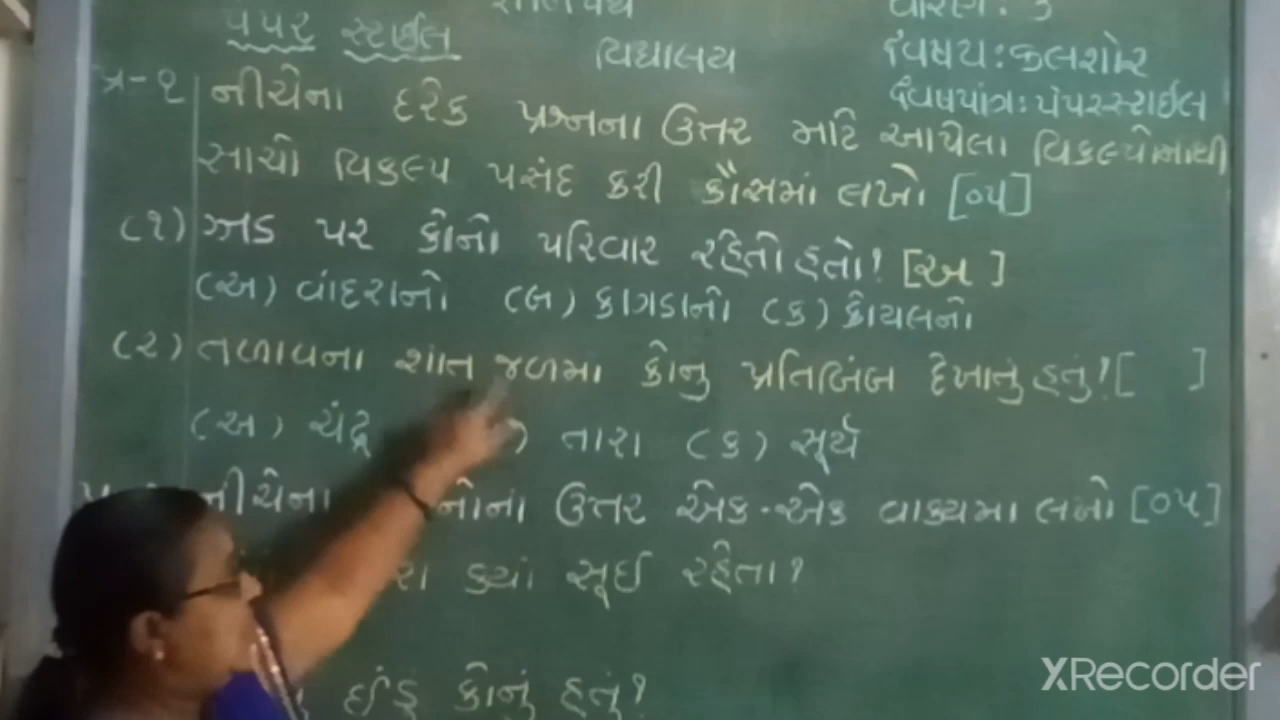 ધોરણ: ૩
પેપર સ્ટાઈલ
વિદ્યાલય
વિષય: કલશોર
વિષયાંત્ર: પેપરસ્ટાઈલ
પ્ર-૧ નીચેના દરેક પ્રશ્નના ઉત્તર માટે આપેલા વિકલ્પોમાથી
સાચો વિકલ્પ પસંદ કરી કૌંસમાં લખો [૦૫]
(૧) ઝાડ પર કોનો પરિવાર રહેતો હતો? [અ ]
(અ) વાંદરાનો (બ) કાગડાનો (ક) કોયલનો
(ર) તળાવના શાંત જળમા કોનુ પ્રતિબિંબ દેખાતું હતું? [ ]
(અ) ચંદ્ર ) તારા (ક) સૂર્ય
નીચેના ઉત્તર એક-એક વાક્યમા લખો [૦૫]
ક્યાં સૂઈ રહેતા?
ઈંડુ કોનું હતું?
XRecorder